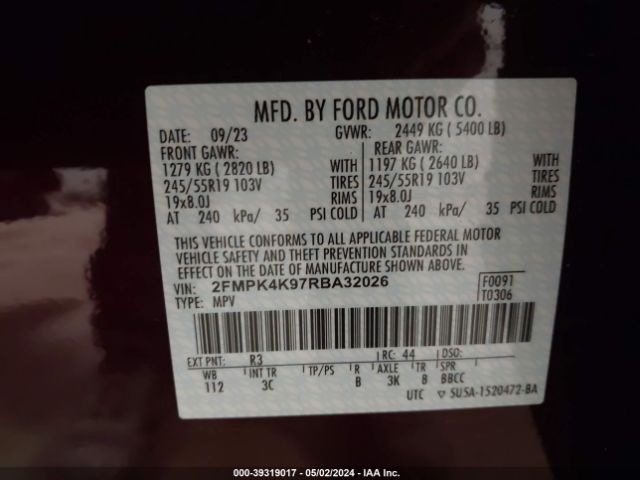 MFD. BY FORD MOTOR CO.
DATE: 09/23 GVWR: 2449 KG ( 5400 LB)
FRONT GAWR: REAR GAWR:
1279 KG ( 2820 LB) WITH 1197 KG ( 2640 LB) WITH
245/55R19 103V TIRES 245/55R19 103V TIRES
19x8.0J RIMS 19x8.0J RIMS
AT 240 kPa/ 35 PSI COLD AT 240 kPa/ 35 PSI COLD
THIS VEHICLE CONFORMS TO ALL APPLICABLE FEDERAL MOTOR
VEHICLE SAFETY AND THEFT PREVENTION STANDARDS IN
EFFECT ON THE DATE OF MANUFACTURE SHOWN ABOVE.
VIN: 2FMPK4K97RBA32026 F0091
TYPE: MPV T0306
EXT PNT: R3 RC: 44 DSO:
WB INT TR TP/PS R AXLE TR SPR
112 3C B 3K B BBCC
UTC ▽ SU5A-1520472-BA
000-39319017 - 05/02/2024 - IAA Inc.